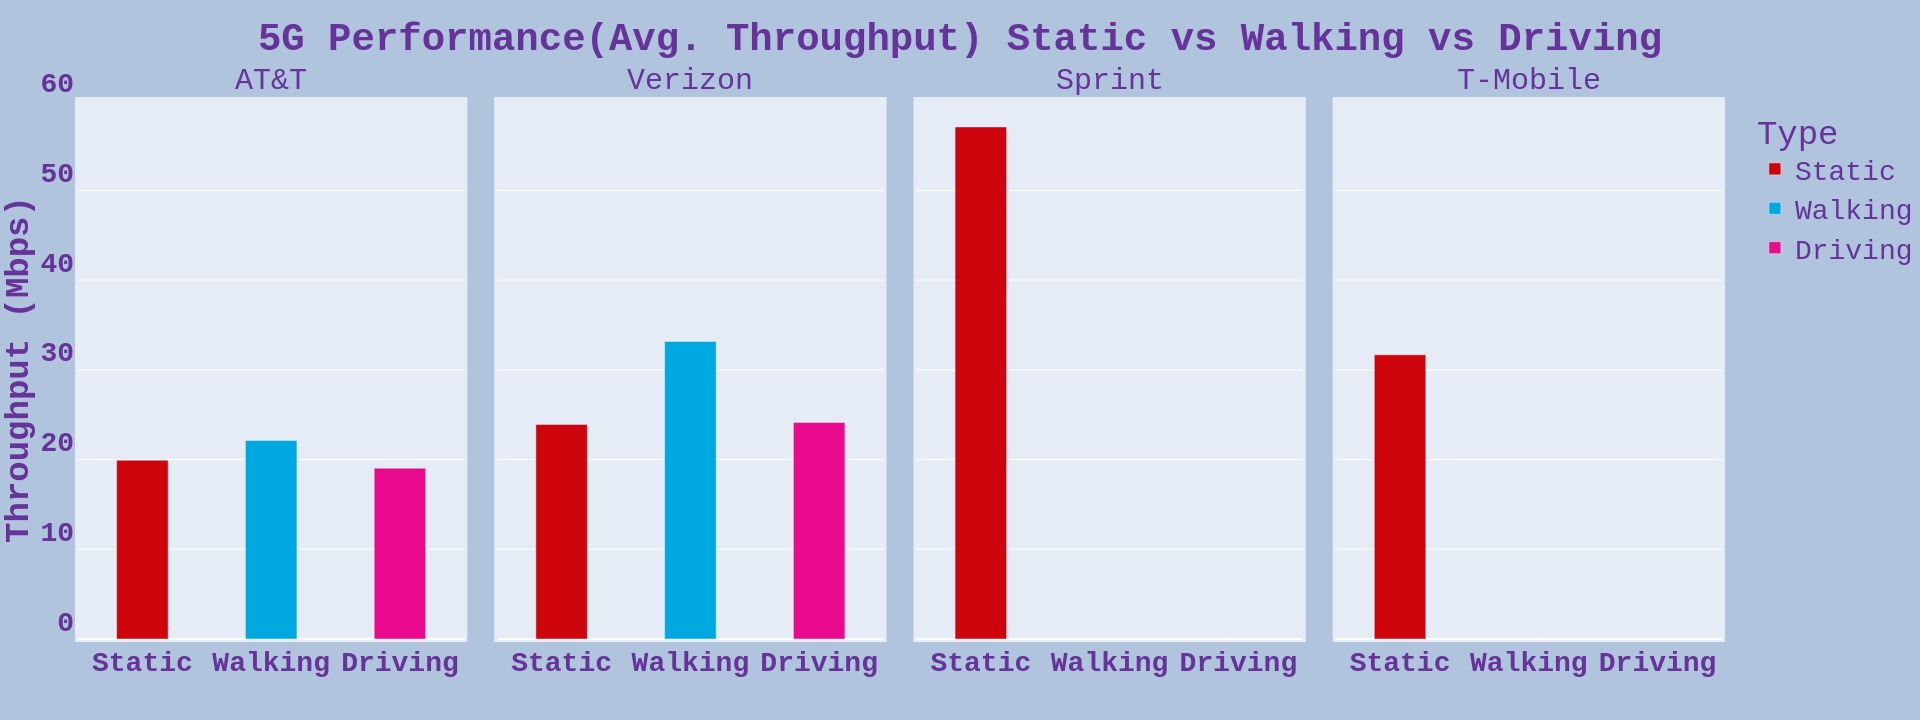 5G Performance(Avg. Throughput) Static vs Walking vs Driving
AT&T
Verizon
Sprint
T-Mobile
Throughput (Mbps)
60
50
40
30
20
10
0
Static Walking Driving
Static Walking Driving
Static Walking Driving
Static Walking Driving
Type
Static
Walking
Driving